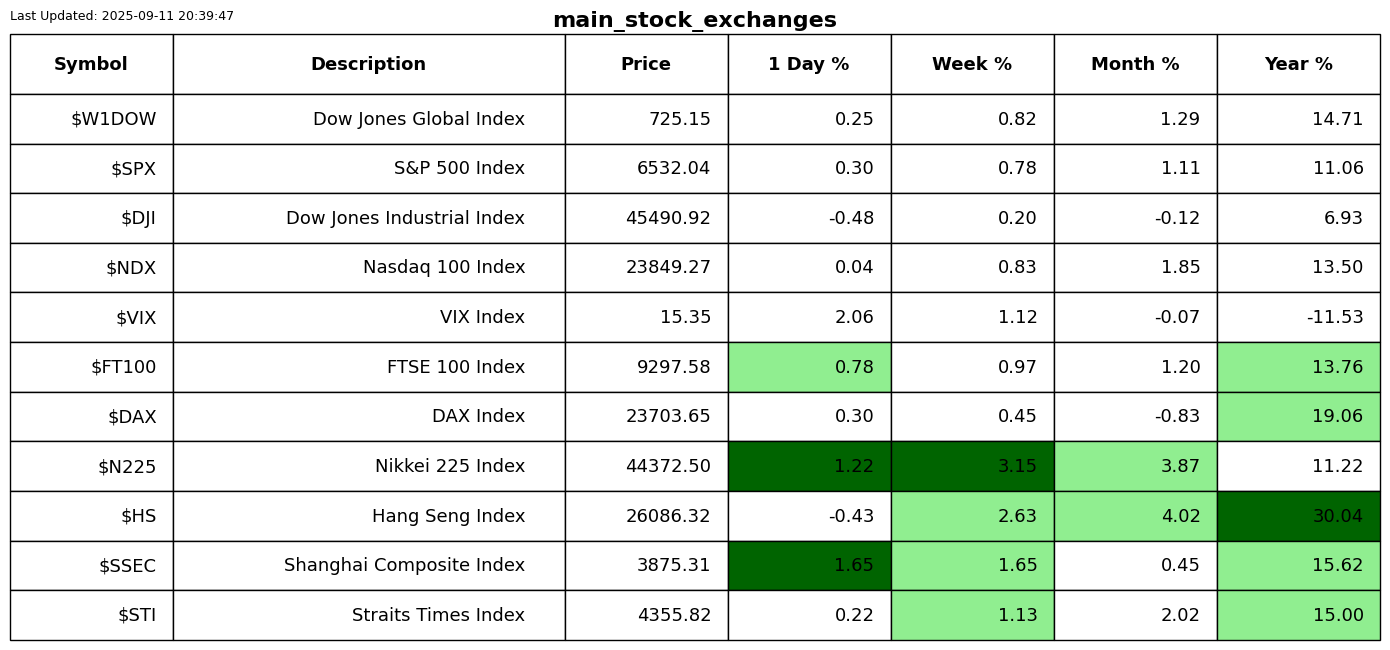 Last Updated: 2025-09-11 20:39:47
main_stock_exchanges
Symbol Description Price 1 Day % Week % Month % Year %
$W1DOW Dow Jones Global Index 725.15 0.25 0.82 1.29 14.71
$SPX S&P 500 Index 6532.04 0.30 0.78 1.11 11.06
$DJI Dow Jones Industrial Index 45490.92 -0.48 0.20 -0.12 6.93
$NDX Nasdaq 100 Index 23849.27 0.04 0.83 1.85 13.50
$VIX VIX Index 15.35 2.06 1.12 -0.07 -11.53
$FT100 FTSE 100 Index 9297.58 0.78 0.97 1.20 13.76
$DAX DAX Index 23703.65 0.30 0.45 -0.83 19.06
$N225 Nikkei 225 Index 44372.50 1.22 3.15 3.87 11.22
$HS Hang Seng Index 26086.32 -0.43 2.63 4.02 30.04
$SSEC Shanghai Composite Index 3875.31 1.65 1.65 0.45 15.62
$STI Straits Times Index 4355.82 0.22 1.13 2.02 15.00